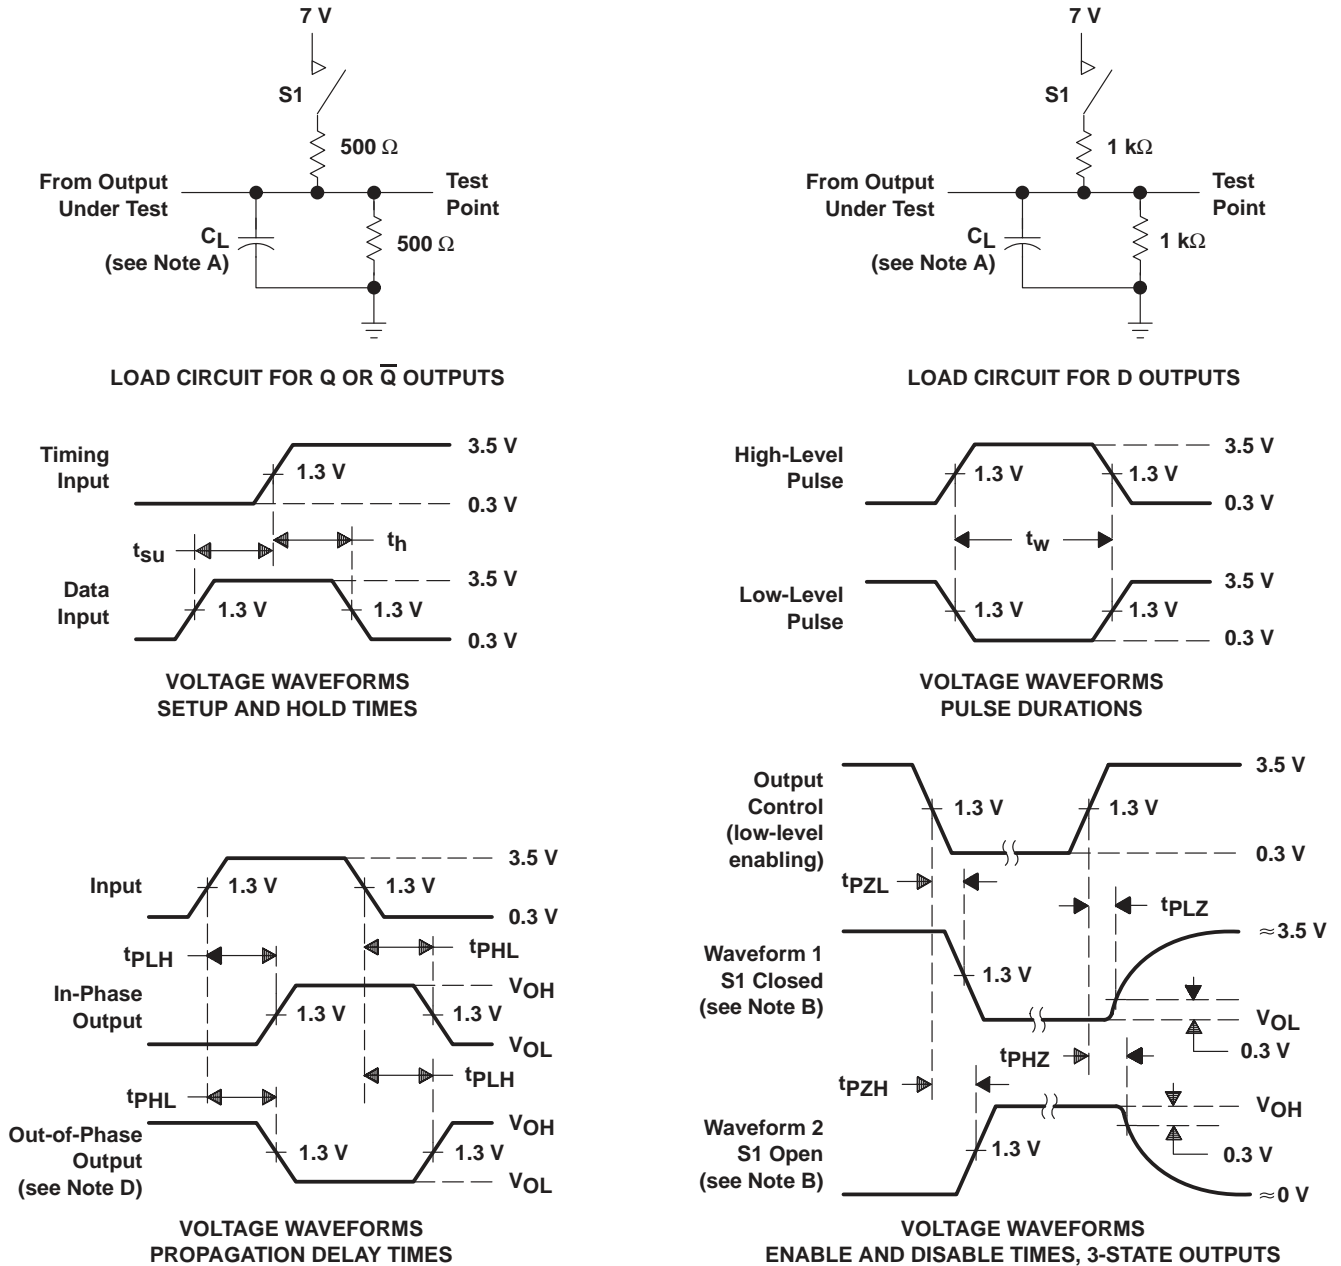 7 V
S1
500 Ω
From Output
Under Test
Test
Point
CL
(see Note A)
500 Ω
LOAD CIRCUIT FOR Q OR Q̅ OUTPUTS
7 V
S1
1 kΩ
From Output
Under Test
Test
Point
CL
(see Note A)
1 kΩ
LOAD CIRCUIT FOR D OUTPUTS
Timing
Input
1.3 V
3.5 V
0.3 V
tsu
th
Data
Input
1.3 V
1.3 V
3.5 V
0.3 V
VOLTAGE WAVEFORMS
SETUP AND HOLD TIMES
High-Level
Pulse
1.3 V
1.3 V
3.5 V
0.3 V
tw
Low-Level
Pulse
1.3 V
1.3 V
3.5 V
0.3 V
VOLTAGE WAVEFORMS
PULSE DURATIONS
Input
1.3 V
1.3 V
3.5 V
0.3 V
tPLH
tPHL
In-Phase
Output
1.3 V
1.3 V
VOH
VOL
tPHL
tPLH
Out-of-Phase
Output
(see Note D)
1.3 V
1.3 V
VOH
VOL
VOLTAGE WAVEFORMS
PROPAGATION DELAY TIMES
Output
Control
(low-level
enabling)
1.3 V
1.3 V
3.5 V
0.3 V
tPZL
tPLZ
Waveform 1
S1 Closed
(see Note B)
1.3 V
≈3.5 V
VOL
0.3 V
tPZH
tPHZ
Waveform 2
S1 Open
(see Note B)
1.3 V
VOH
0.3 V
≈0 V
VOLTAGE WAVEFORMS
ENABLE AND DISABLE TIMES, 3-STATE OUTPUTS